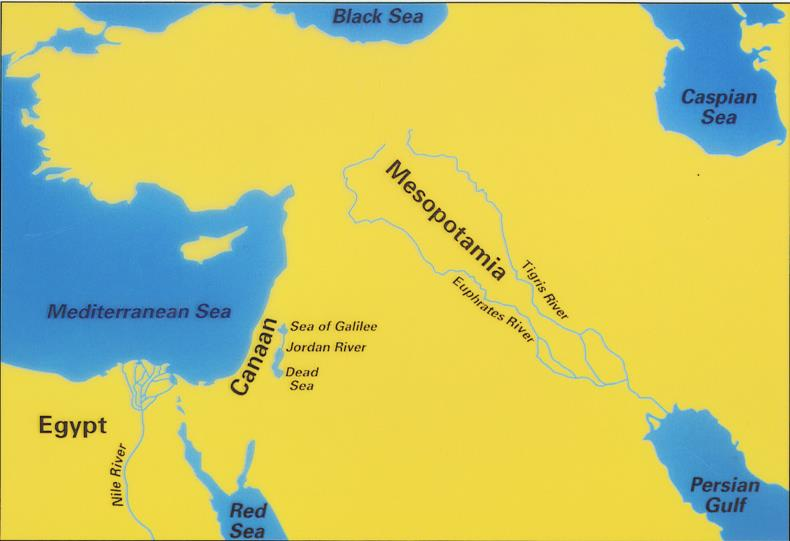 Black Sea
Caspian
Sea
Mesopotamia
Tigris River
Euphrates River
Mediterranean Sea
Canaan
Sea of Galilee
Jordan River
Dead
Sea
Egypt
Nile River
Red
Sea
Persian
Gulf